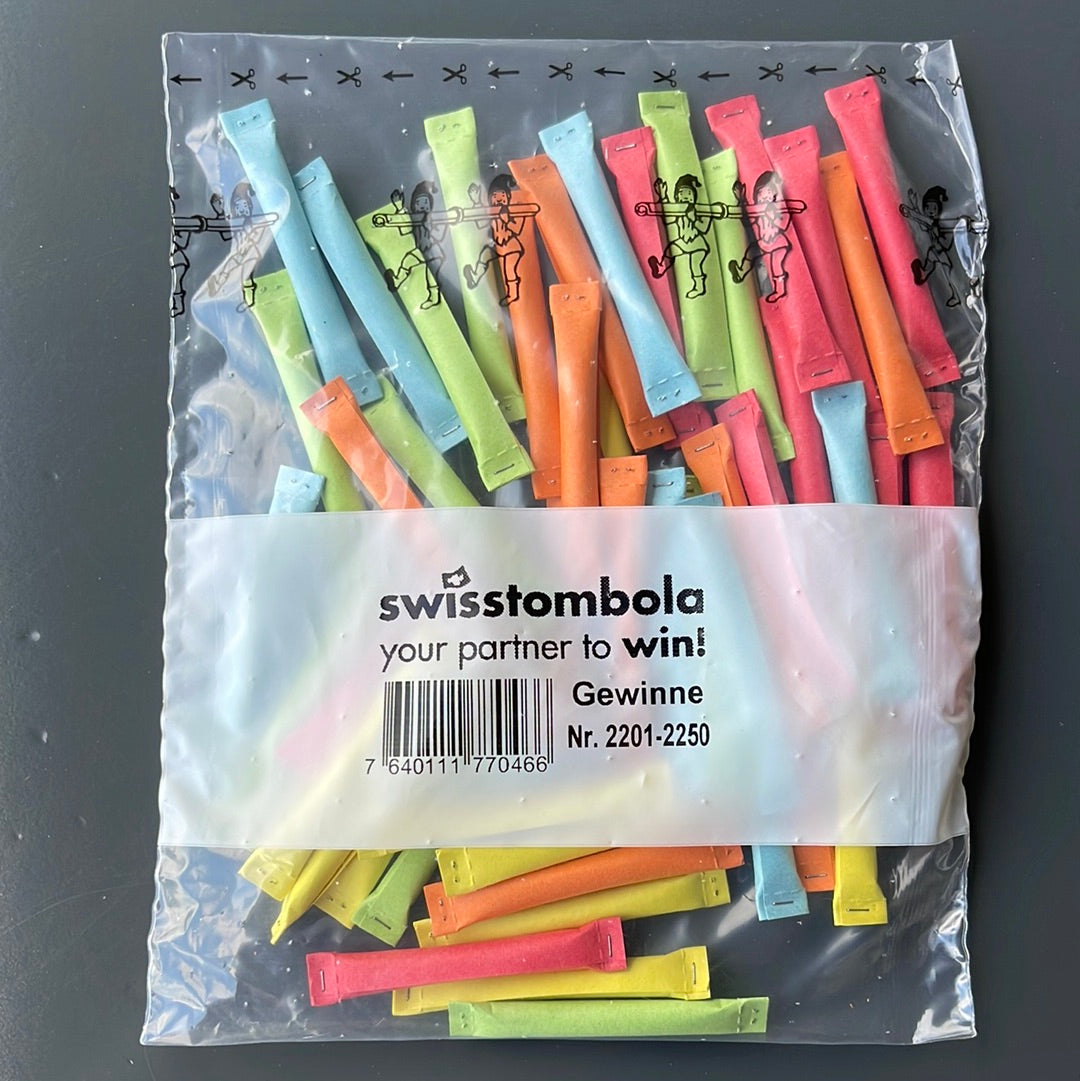 swisstombola
your partner to win!
Gewinne
Nr. 2201-2250
7 640111 770466